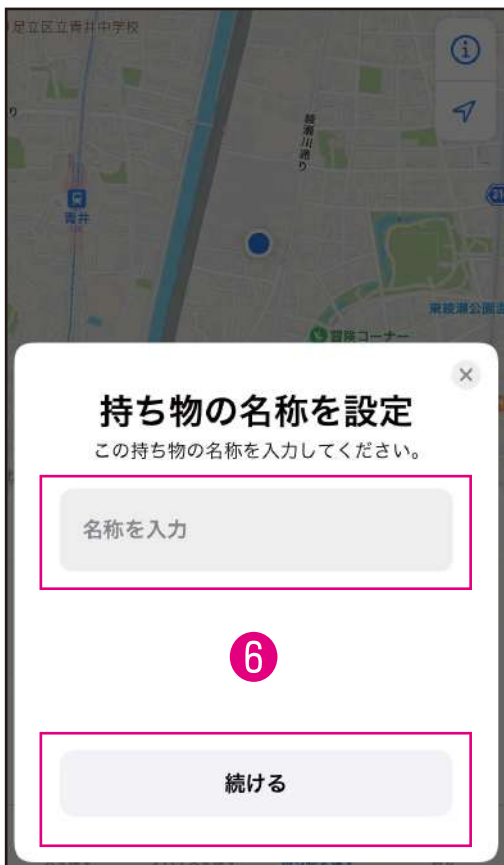 足立区立青井中学校
綾瀬川通り
青井
東綾瀬公園
冒険コーナー
持ち物の名称を設定
この持ち物の名称を入力してください。
名称を入力
6
続ける